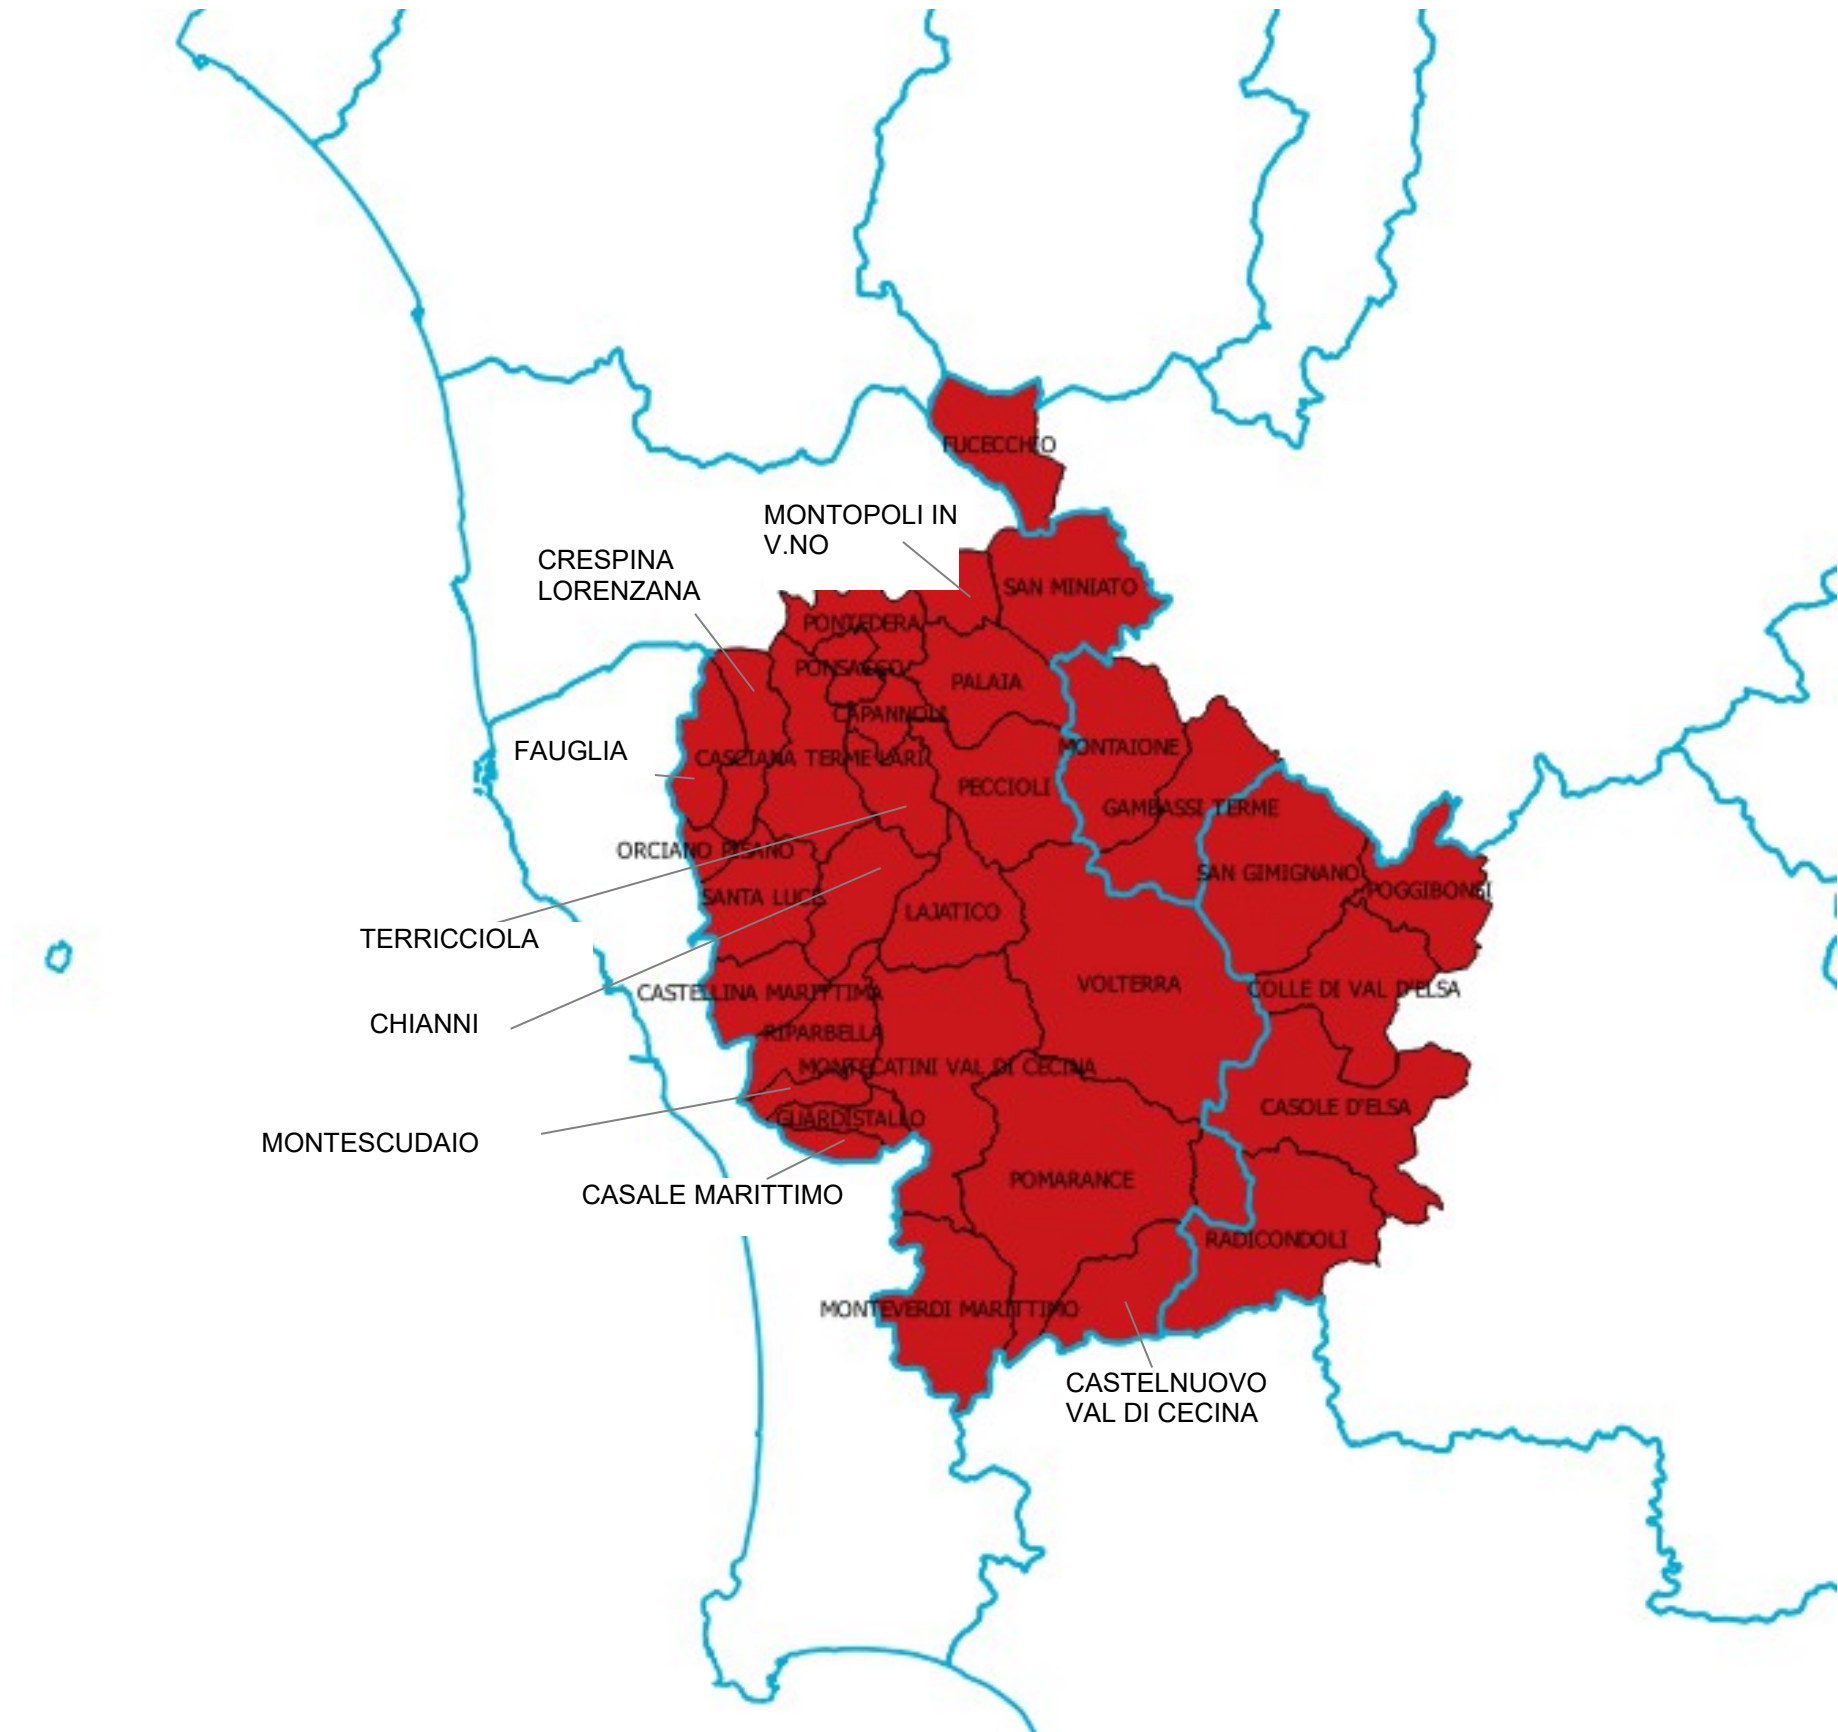 FUCECCHIO
MONTOPOLI IN
V.NO
CRESPINA
LORENZANA
SAN MINIATO
PONTEDERA
PONSACCO
PALAIA
CAPANNOLI
FAUGLIA
CASCIANA TERME LARI
MONTAIONE
PECCIOLI
GAMBASSI TERME
ORCIANO PISANO
SAN GIMIGNANO
POGGIBONSI
SANTA LUCE
LAJATICO
TERRICCIOLA
VOLTERRA
COLLE DI VAL D'ELSA
CASTELLINA MARITTIMA
CHIANNI
RIPARBELLA
MONTECATINI VAL DI CECINA
CASOLE D'ELSA
GUARDISTALLO
MONTESCUDAIO
POMARANCE
CASALE MARITTIMO
RADICONDOLI
MONTEVERDI MARITTIMO
CASTELNUOVO
VAL DI CECINA